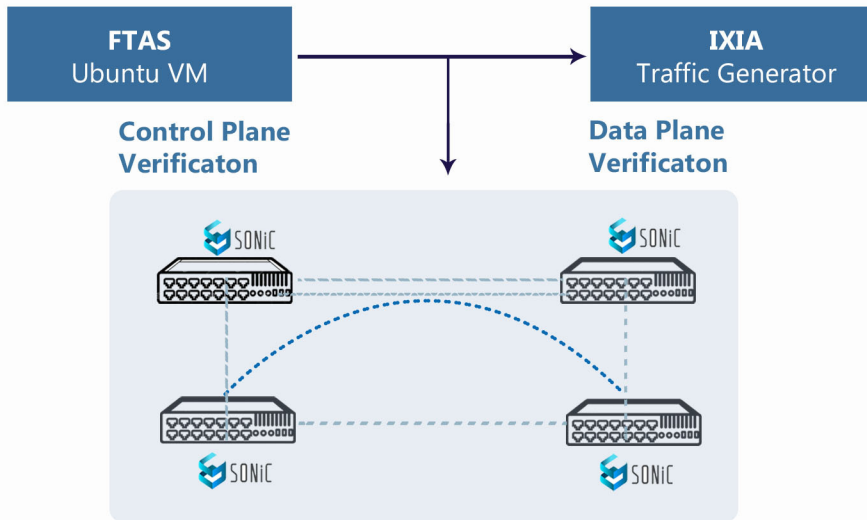 FTAS
Ubuntu VM
IXIA
Traffic Generator
Control Plane
Verificaton
Data Plane
Verificaton
SONiC
SONiC
SONiC
SONiC